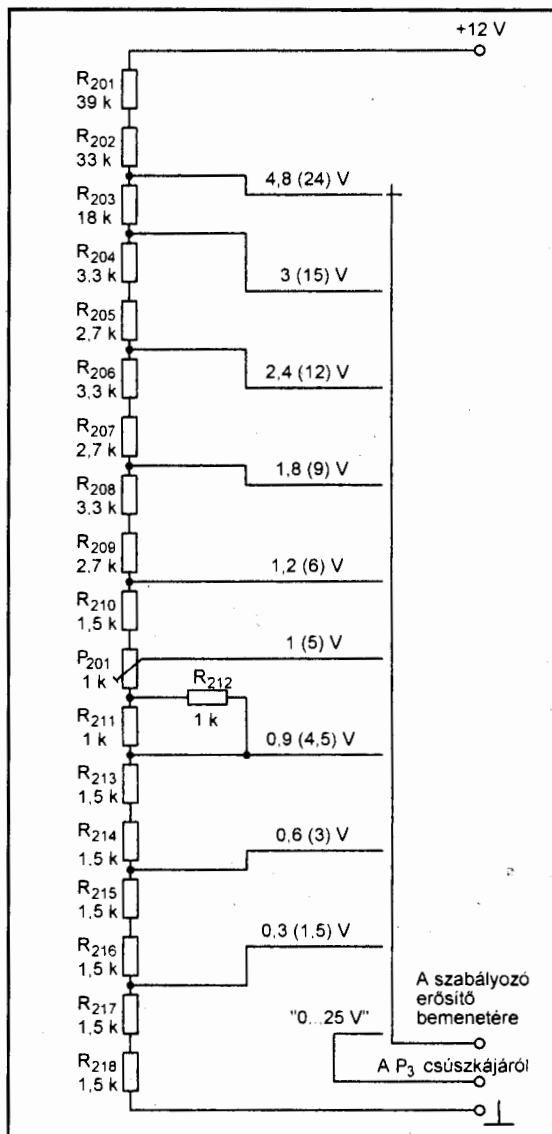 +12 V
R201
39 k
R202
33 k
4,8 (24) V
R203
18 k
R204
3,3 k
3 (15) V
R205
2,7 k
R206
3,3 k
2,4 (12) V
R207
2,7 k
R208
3,3 k
1,8 (9) V
R209
2,7 k
1,2 (6) V
R210
1,5 k
1 (5) V
P201
1 k
R212
1 k
R211
1 k
0,9 (4,5) V
R213
1,5 k
R214
1,5 k
0,6 (3) V
R215
1,5 k
R216
1,5 k
0,3 (1,5) V
A szabályozó
erősítő
bemenetére
R217
1,5 k
"0...25 V"
A P3 csúszkájáról
R218
1,5 k